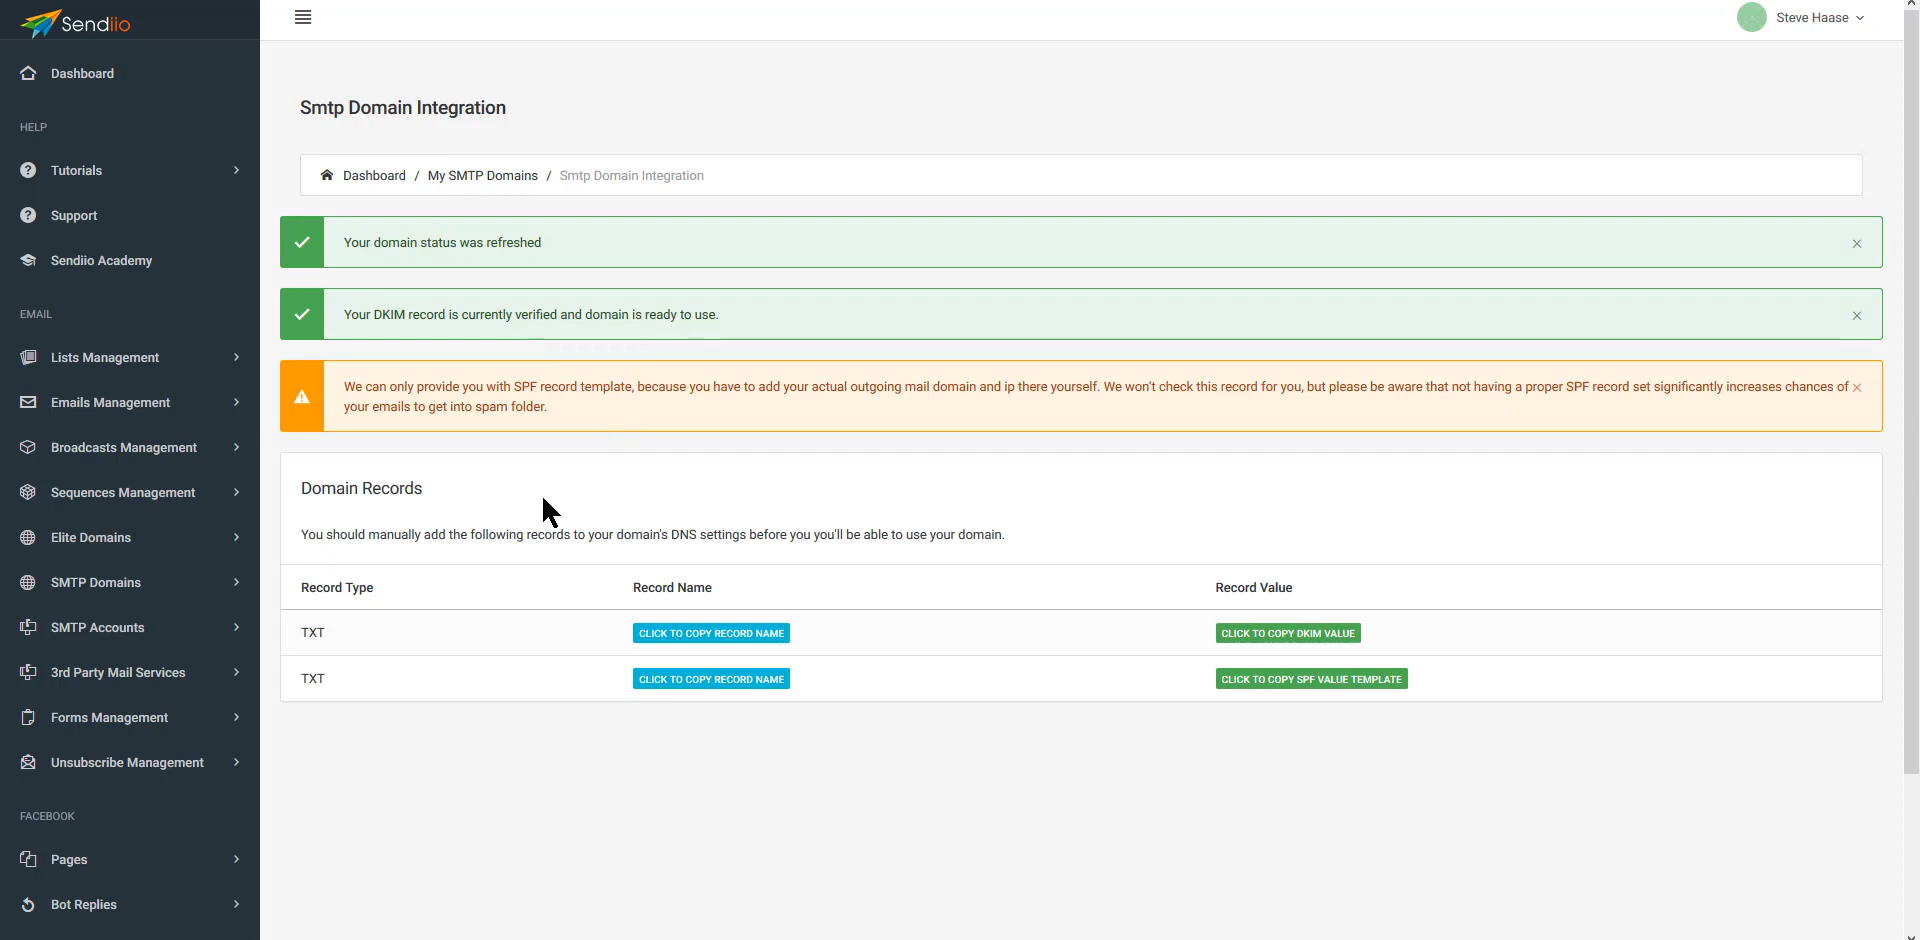 Sendiio
Steve Haase
Dashboard
HELP
Tutorials
Support
Sendiio Academy
EMAIL
Lists Management
Emails Management
Broadcasts Management
Sequences Management
Elite Domains
SMTP Domains
SMTP Accounts
3rd Party Mail Services
Forms Management
Unsubscribe Management
FACEBOOK
Pages
Bot Replies
Smtp Domain Integration
Dashboard / My SMTP Domains / Smtp Domain Integration
Your domain status was refreshed
Your DKIM record is currently verified and domain is ready to use.
We can only provide you with SPF record template, because you have to add your actual outgoing mail domain and ip there yourself. We won't check this record for you, but please be aware that not having a proper SPF record set significantly increases chances of
your emails to get into spam folder.
Domain Records
You should manually add the following records to your domain's DNS settings before you you'll be able to use your domain.
Record Type Record Name Record Value
TXT CLICK TO COPY RECORD NAME CLICK TO COPY DKIM VALUE
TXT CLICK TO COPY RECORD NAME CLICK TO COPY SPF VALUE TEMPLATE